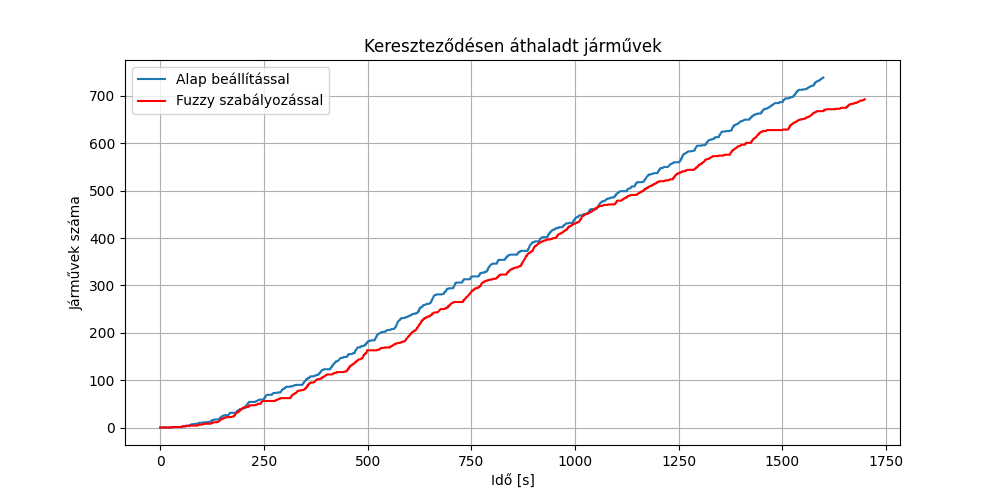 Kereszteződésen áthaladt járművek
Alap beállítással
Fuzzy szabályozással
Járművek száma
700
600
500
400
300
200
100
0
0 250 500 750 1000 1250 1500 1750
Idő [s]